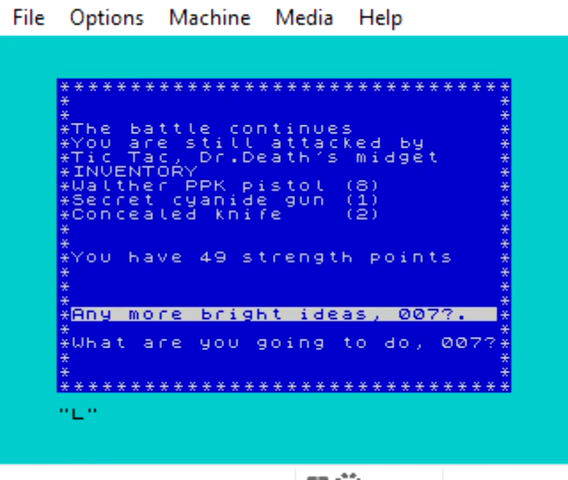 File Options Machine Media Help
********************************
*The battle continues
*You are still attacked by *
*Tic Tac, Dr.Death's midget *
*INVENTORY *
*Walther PPK pistol (8) *
*Secret cyanide gun (1) *
*Concealed knife (2) *
*You have 49 strength points *
*Any more bright ideas, 007?. *
*What are you going to do, 007?*
********************************
"L"